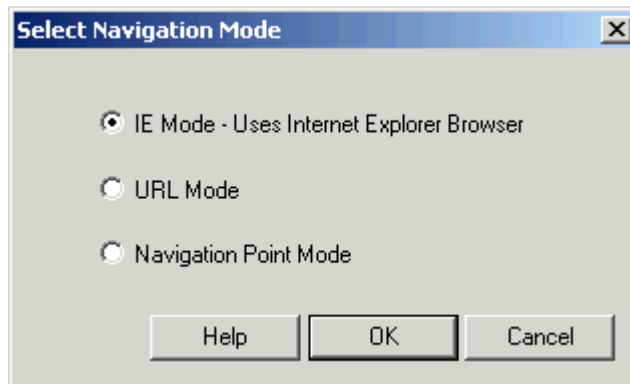 Select Navigation Mode
IE Mode - Uses Internet Explorer Browser
URL Mode
Navigation Point Mode
Help OK Cancel